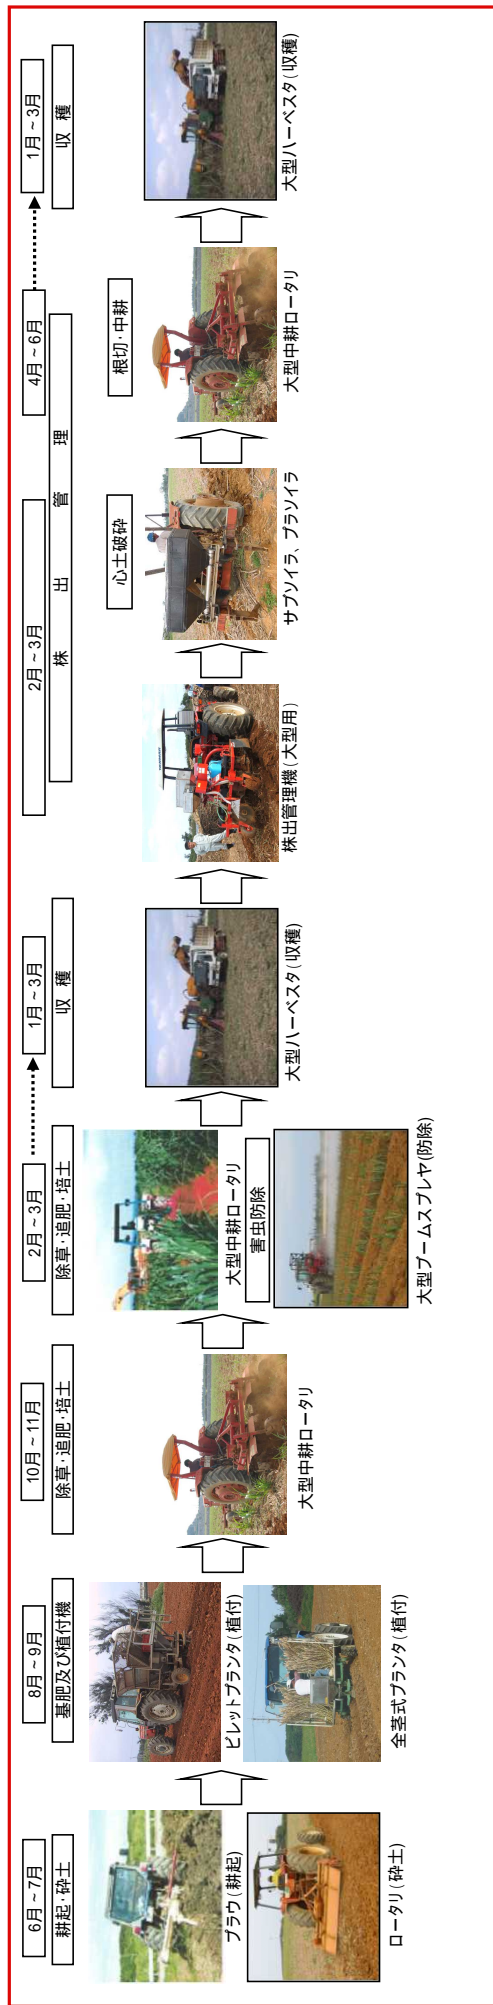 6月～7月
耕起・砕土
プラウ(耕起)
ロータリ(砕土)
8月～9月
基肥及び植付機
ビレットプランタ(植付)
全茎式プランタ(植付)
10月～11月
除草・追肥・培土
大型中耕ロータリ
2月～3月
除草・追肥・培土
大型中耕ロータリ
害虫防除
大型ブームスプレヤ(防除)
1月～3月
収穫
大型ハーベスタ(収穫)
2月～3月
4月～6月
株出管理
株出管理機(大型用)
心土破砕
サブソイラ、プラソイラ
根切・中耕
大型中耕ロータリ
1月～3月
収穫
大型ハーベスタ(収穫)